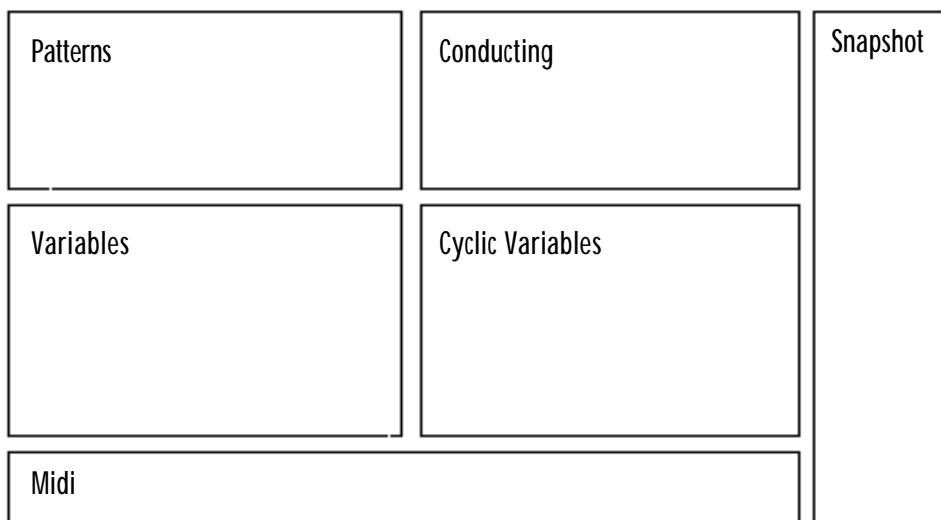 Patterns
Conducting
Snapshot
Variables
Cyclic Variables
Midi